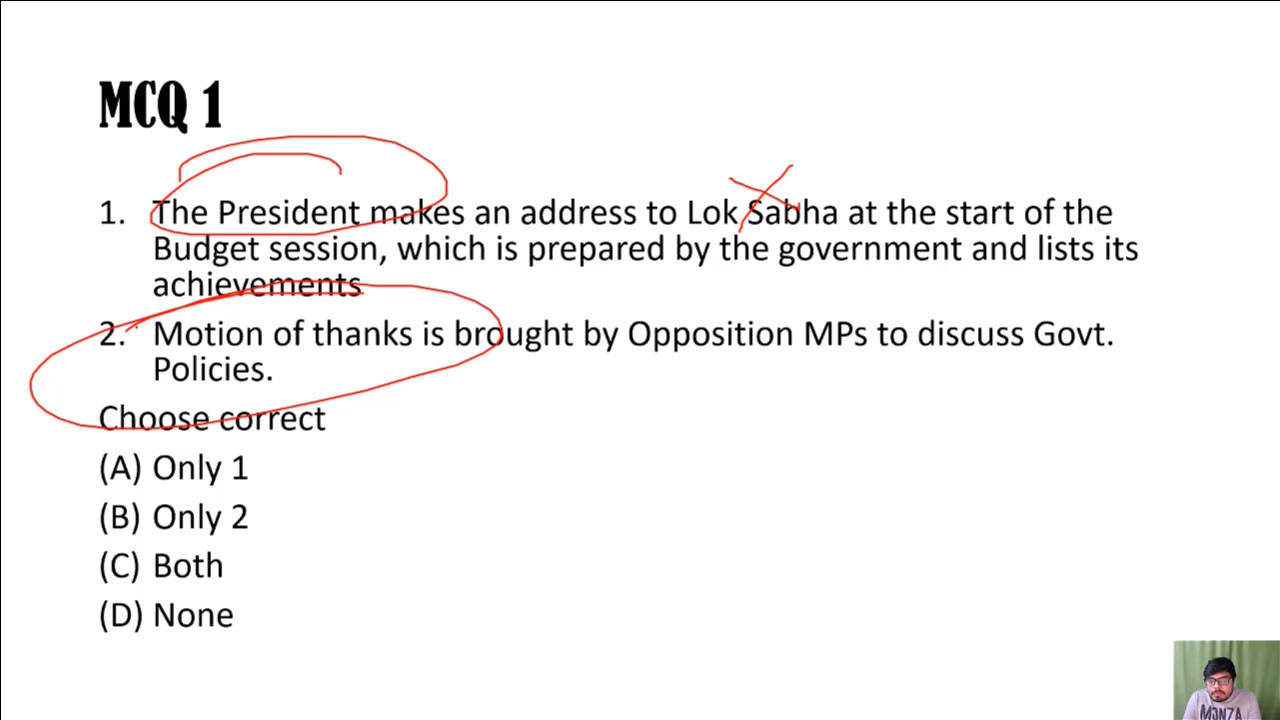 MCQ 1
1. The President makes an address to Lok Sabha at the start of the
Budget session, which is prepared by the government and lists its
achievements
2. Motion of thanks is brought by Opposition MPs to discuss Govt.
Policies.
Choose correct
(A) Only 1
(B) Only 2
(C) Both
(D) None
MONZA